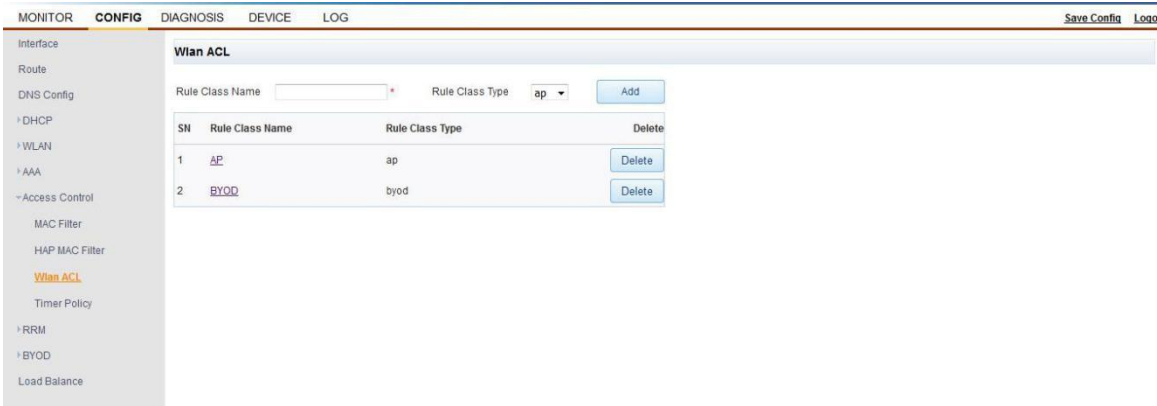 MONITOR CONFIG DIAGNOSIS DEVICE LOG Save Config Logo
Interface
Route
DNS Config
DHCP
WLAN
AAA
Access Control
MAC Filter
HAP MAC Filter
Wlan ACL
Timer Policy
RRM
BYOD
Load Balance
Wlan ACL
Rule Class Name * Rule Class Type ap Add
SN Rule Class Name Rule Class Type Delete
1 AP ap Delete
2 BYOD byod Delete